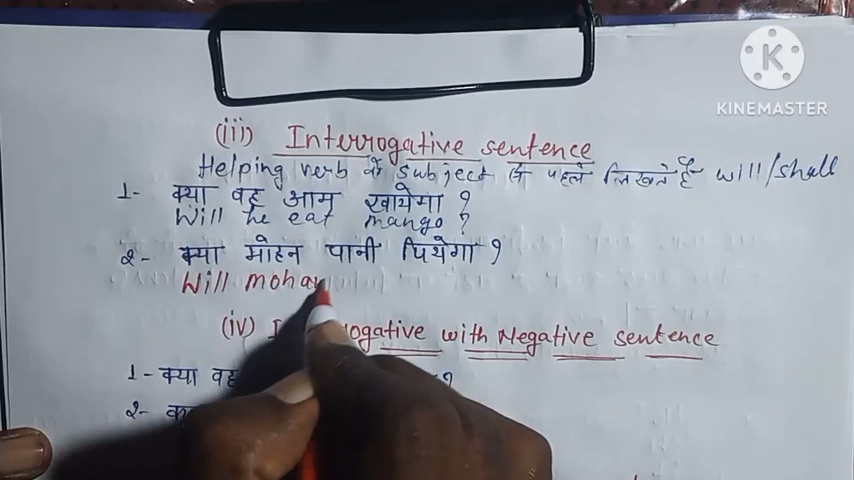 KINEMASTER
(iii) Interrogative sentence
Helping verb को subject से पहले लिखते हैं will/shall
1- क्या वह आम खायेगा ?
Will he eat mango ?
2- क्या मोहन पानी पियेगा ?
Will mohan
(iv) with Negative sentence
1- क्या वह ?
2-